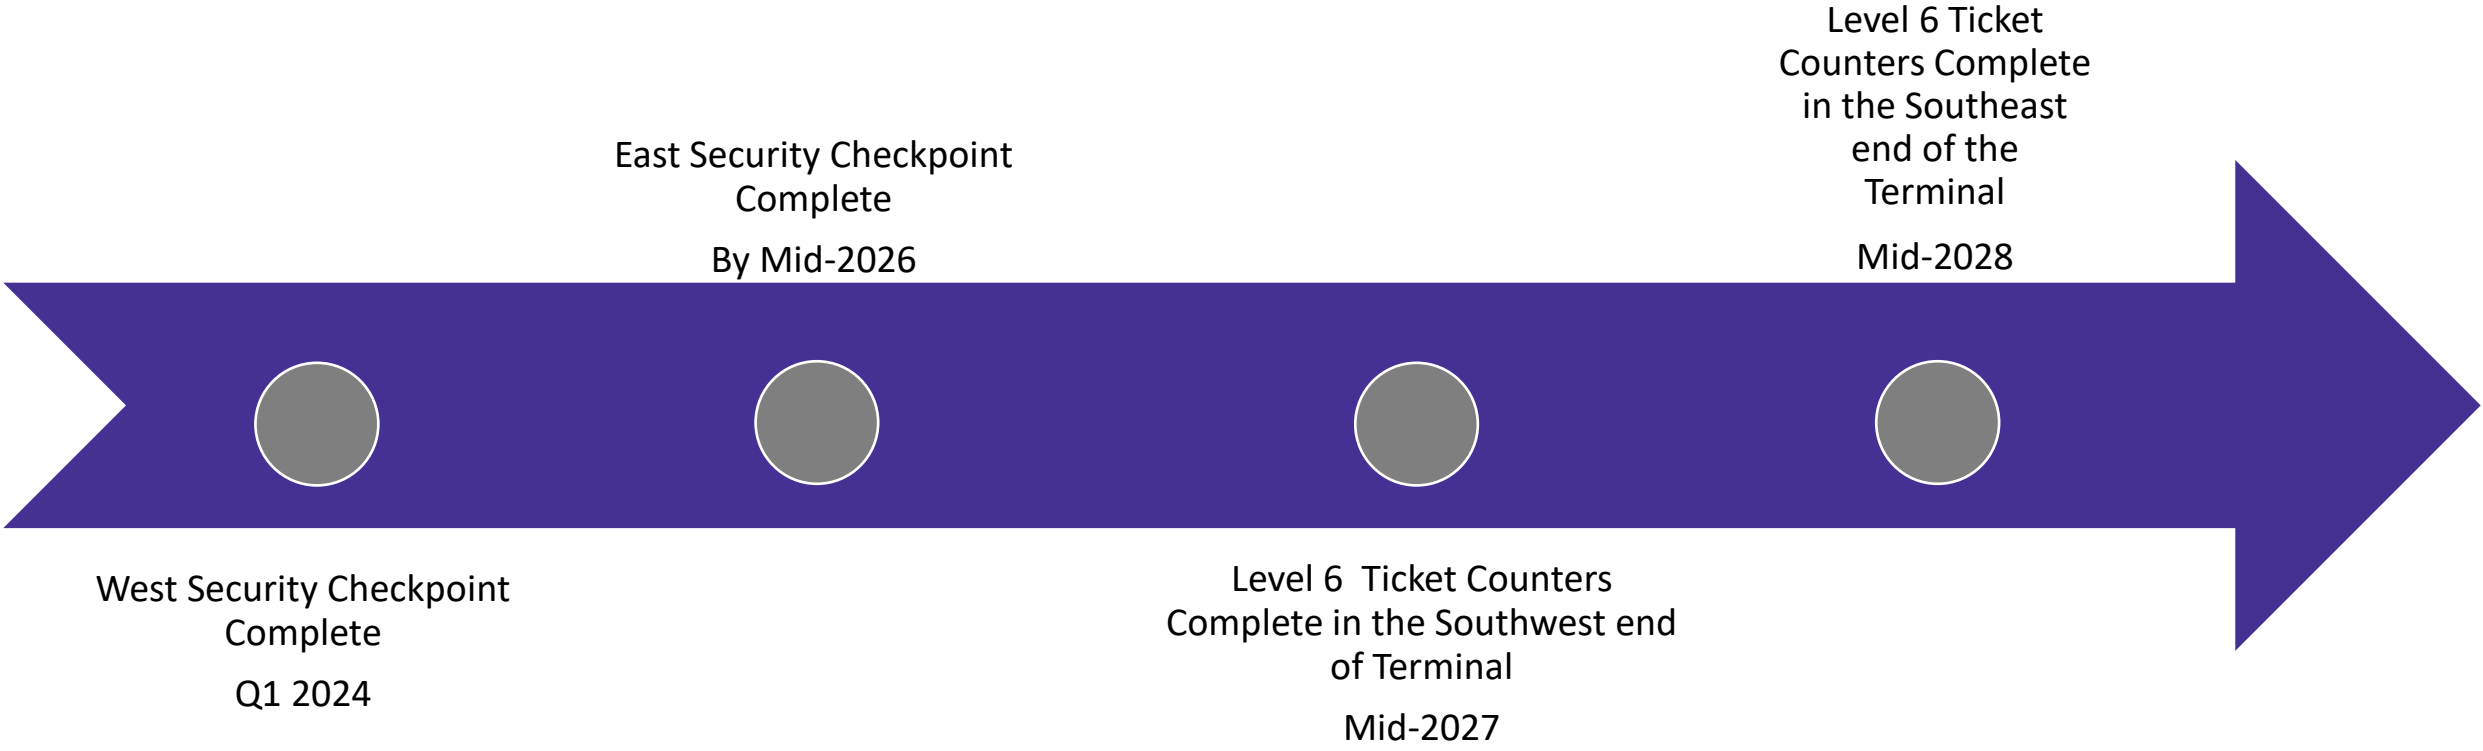 West Security Checkpoint
Complete
Q1 2024
East Security Checkpoint
Complete
By Mid-2026
Level 6  Ticket Counters
Complete in the Southwest end
of Terminal
Mid-2027
Level 6 Ticket
Counters Complete
in the Southeast
end of the
Terminal
Mid-2028